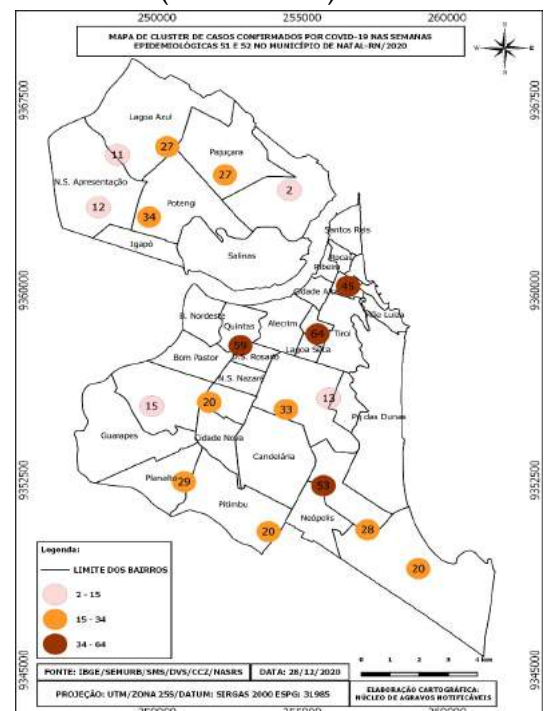 250000 255000 260000
MAPA DE CLUSTER DE CASOS CONFIRMADOS POR COVID-19 NAS SEMANAS
EPIDEMIOLÓGICAS 51 E 52 NO MUNICÍPIO DE NATAL-RN/2020
9367500 9367500
Lagoa Azul
27
11
Pajuçara
27
N.S. Apresentação
2
12
Potengi
34
Santos Reis
Igapó
Salinas
Rocas
Ribeira
9360000 9360000
Cidade Alta
45
Mãe Luiza
B. Nordeste
Quintas
Alecrim
64
Tirol
59
Lagoa Seca
Bom Pastor
N.S. Nazaré
15
20
33
13
Pq das Dunas
Guarapes
Cidade Nova
Candelária
9352500 9352500
Planalto
29
53
Pitimbu
Neópolis
20
28
20
Legenda:
LIMITE DOS BAIRROS
2 - 15
15 - 34
34 - 64
0 1 2 3 4 km
9345000 9345000
FONTE: IBGE/SEMURB/SMS/DVS/CCZ/NASRS
DATA: 28/12/2020
PROJEÇÃO: UTM/ZONA 25S/DATUM: SIRGAS 2000 ESPG: 31985
ELABORAÇÃO CARTOGRÁFICA:
NÚCLEO DE AGRAVOS NOTIFICÁVEIS